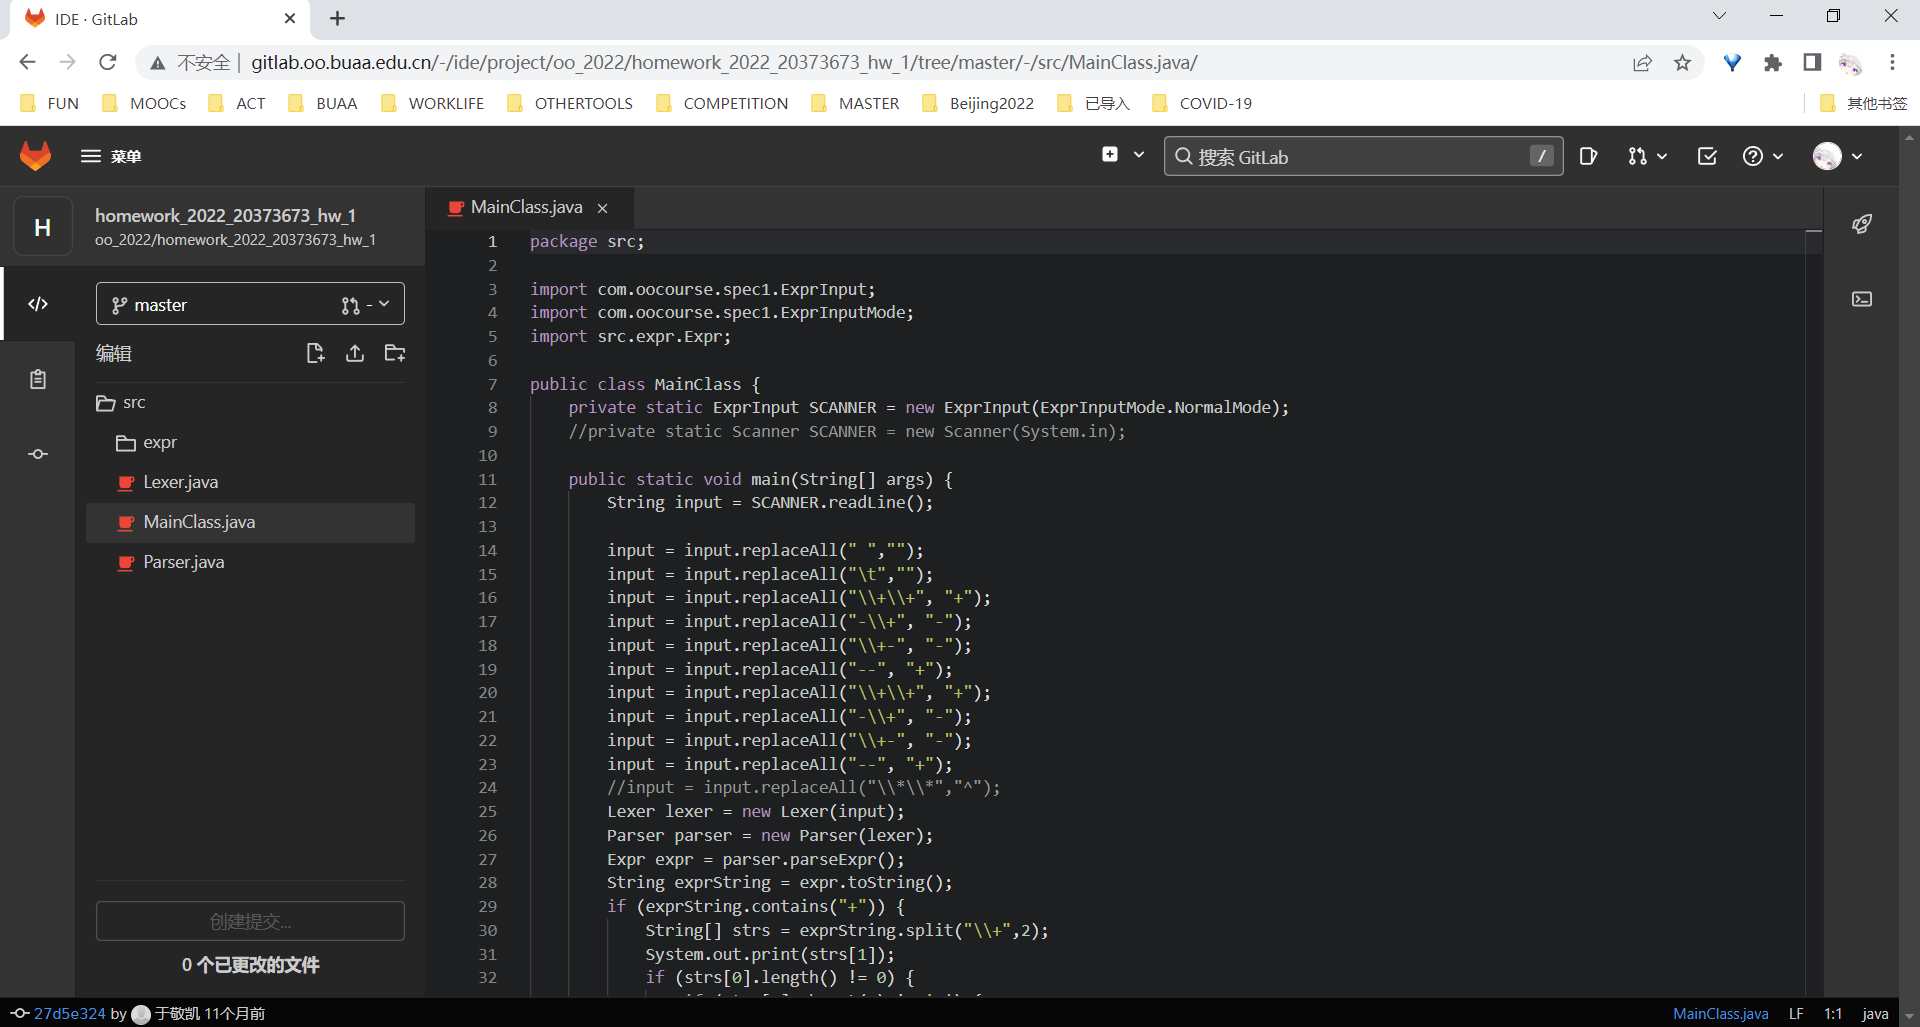 IDE · GitLab
不安全 | gitlab.oo.buaa.edu.cn/-/ide/project/oo_2022/homework_2022_20373673_hw_1/tree/master/-/src/MainClass.java/
FUN MOOCs ACT BUAA WORKLIFE OTHERTOOLS COMPETITION MASTER Beijing2022 已导入 COVID-19 其他书签
菜单 搜索 GitLab /
H
homework_2022_20373673_hw_1
oo_2022/homework_2022_20373673_hw_1
master -
编辑
src
expr
Lexer.java
MainClass.java
Parser.java
创建提交...
0 个已更改的文件
MainClass.java
1 package src;
2
3 import com.oocourse.spec1.ExprInput;
4 import com.oocourse.spec1.ExprInputMode;
5 import src.expr.Expr;
6
7 public class MainClass {
8     private static ExprInput SCANNER = new ExprInput(ExprInputMode.NormalMode);
9     //private static Scanner SCANNER = new Scanner(System.in);
10
11     public static void main(String[] args) {
12         String input = SCANNER.readLine();
13
14         input = input.replaceAll(" ","");
15         input = input.replaceAll("\t","");
16         input = input.replaceAll("\\+\\+", "+");
17         input = input.replaceAll("-\\+", "-");
18         input = input.replaceAll("\\+-", "-");
19         input = input.replaceAll("--", "+");
20         input = input.replaceAll("\\+\\+", "+");
21         input = input.replaceAll("-\\+", "-");
22         input = input.replaceAll("\\+-", "-");
23         input = input.replaceAll("--", "+");
24         //input = input.replaceAll("\\*\\*","^");
25         Lexer lexer = new Lexer(input);
26         Parser parser = new Parser(lexer);
27         Expr expr = parser.parseExpr();
28         String exprString = expr.toString();
29         if (exprString.contains("+")) {
30             String[] strs = exprString.split("\\+",2);
31             System.out.print(strs[1]);
32             if (strs[0].length() != 0) {
27d5e324 by 于敬凯 11个月前
MainClass.java LF 1:1 java